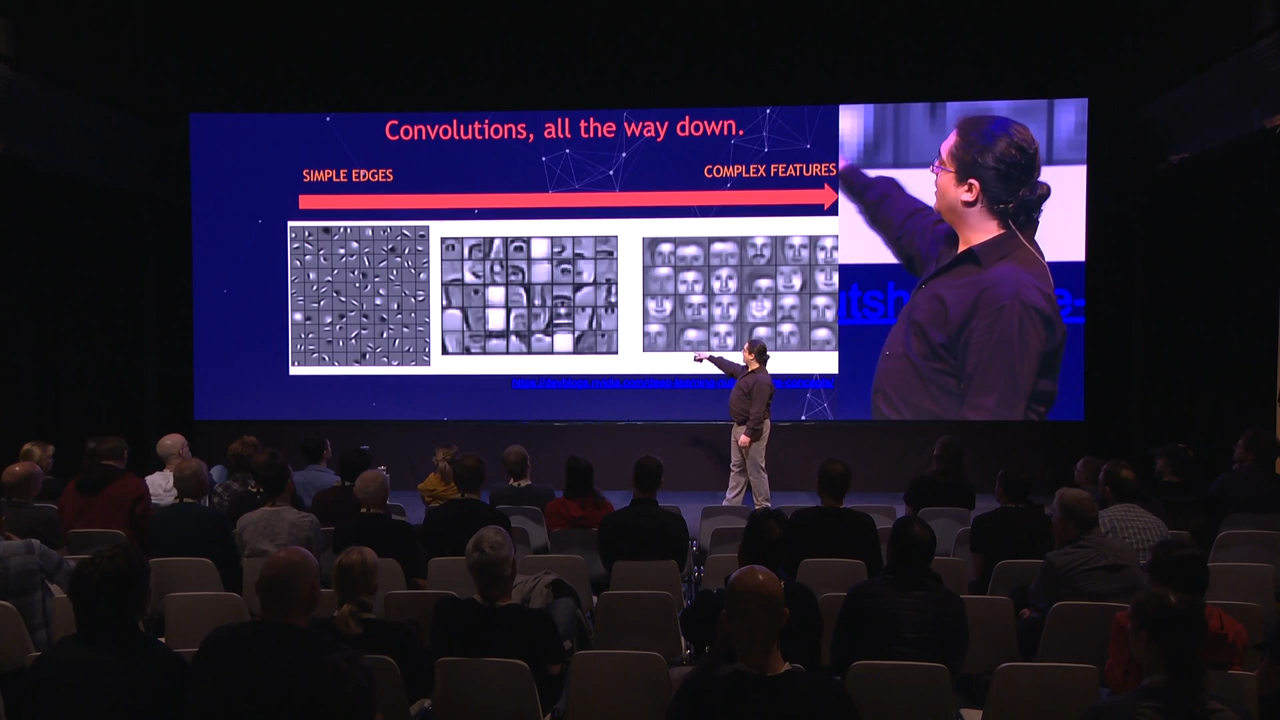 Convolutions, all the way down.
SIMPLE EDGES
COMPLEX FEATURES